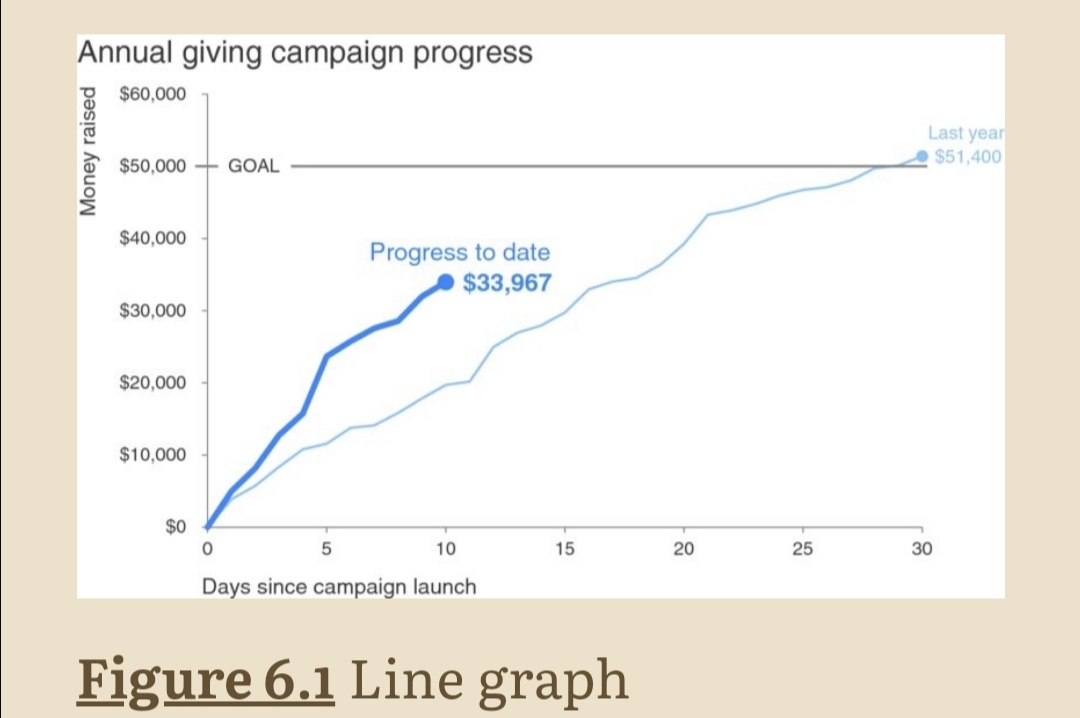 Annual giving campaign progress
Money raised
$60,000
$50,000
GOAL
$40,000
$30,000
$20,000
$10,000
$0
Last year
$51,400
Progress to date
$33,967
0 5 10 15 20 25 30
Days since campaign launch
Figure 6.1 Line graph